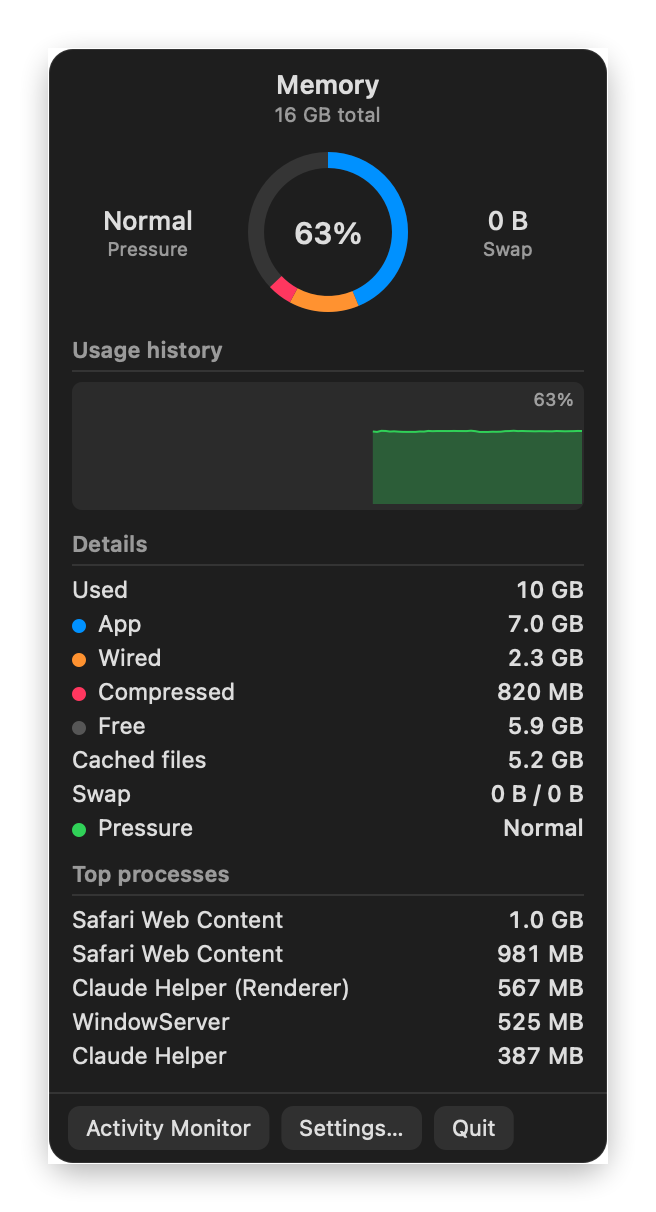 Memory
16 GB total
Normal
Pressure
63%
0 B
Swap
Usage history
63%
Details
Used 10 GB
App 7.0 GB
Wired 2.3 GB
Compressed 820 MB
Free 5.9 GB
Cached files 5.2 GB
Swap 0 B / 0 B
Pressure Normal
Top processes
Safari Web Content 1.0 GB
Safari Web Content 981 MB
Claude Helper (Renderer) 567 MB
WindowServer 525 MB
Claude Helper 387 MB
Activity Monitor Settings... Quit